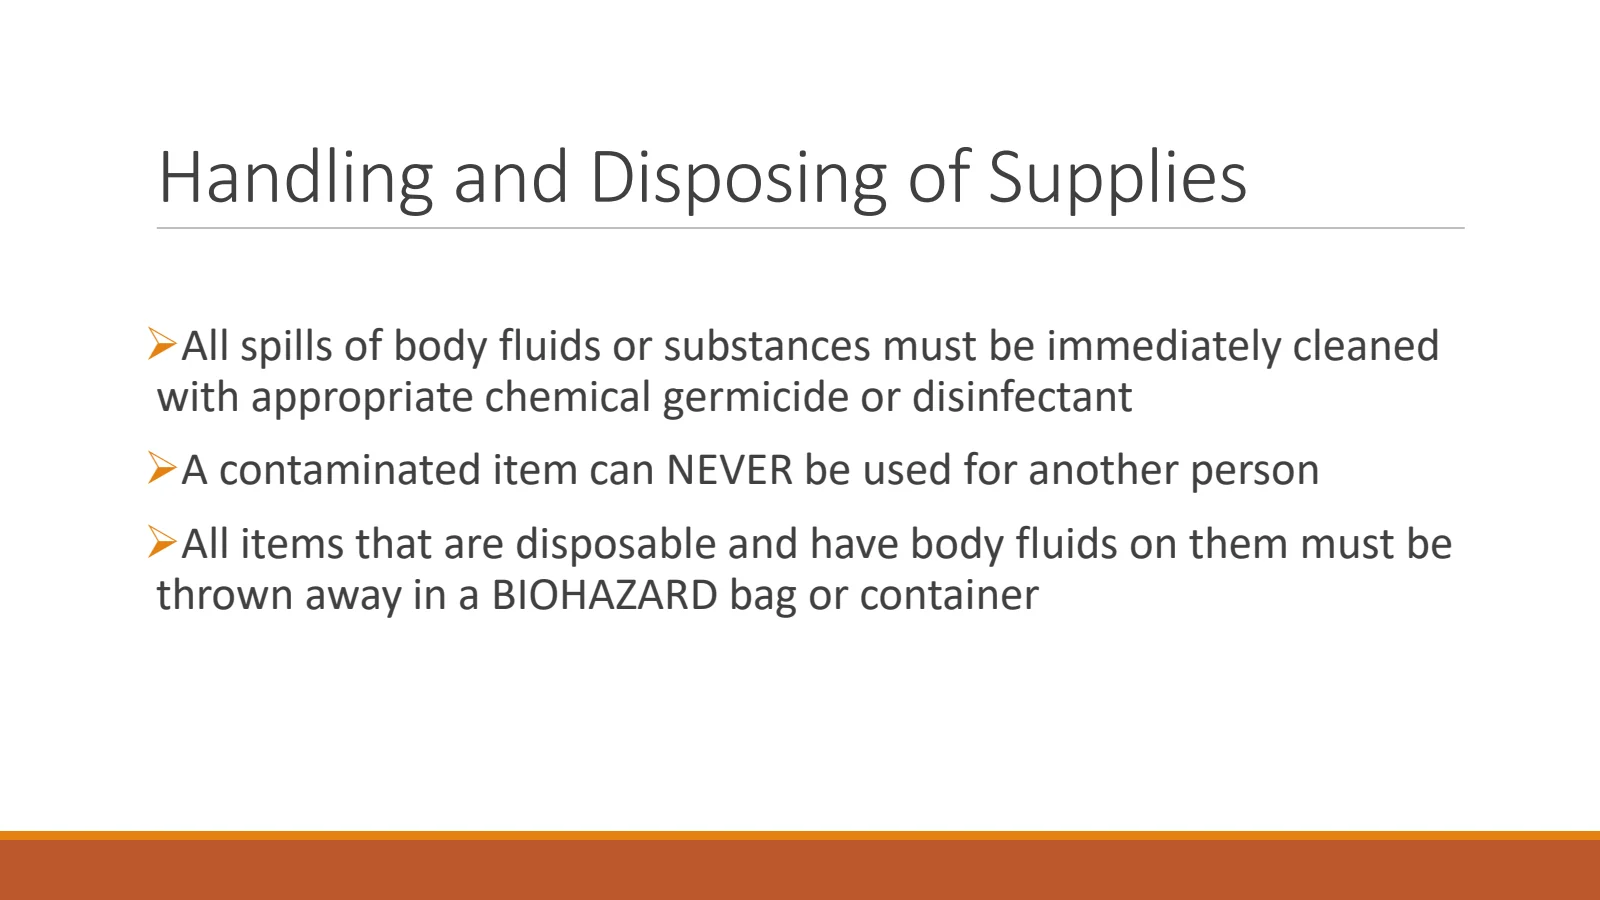 Handling and Disposing of Supplies
➢All spills of body fluids or substances must be immediately cleaned
with appropriate chemical germicide or disinfectant
➢A contaminated item can NEVER be used for another person
➢All items that are disposable and have body fluids on them must be
thrown away in a BIOHAZARD bag or container